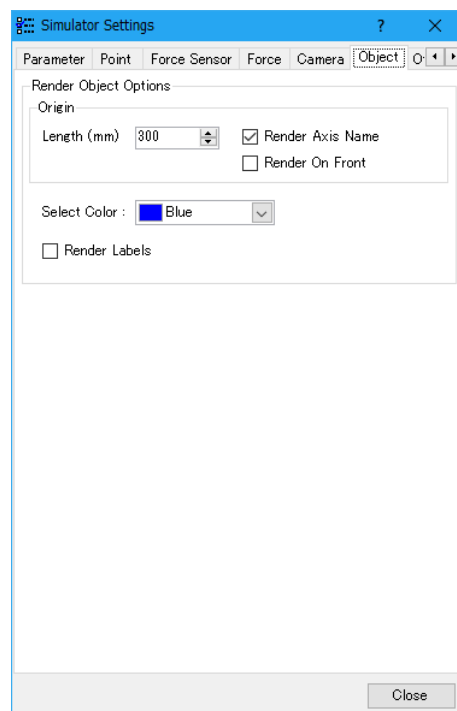 Simulator Settings ? ×
Parameter Point Force Sensor Force Camera Object
Render Object Options
Origin
Length (mm) 300 Render Axis Name
Render On Front
Select Color : Blue
Render Labels
Close